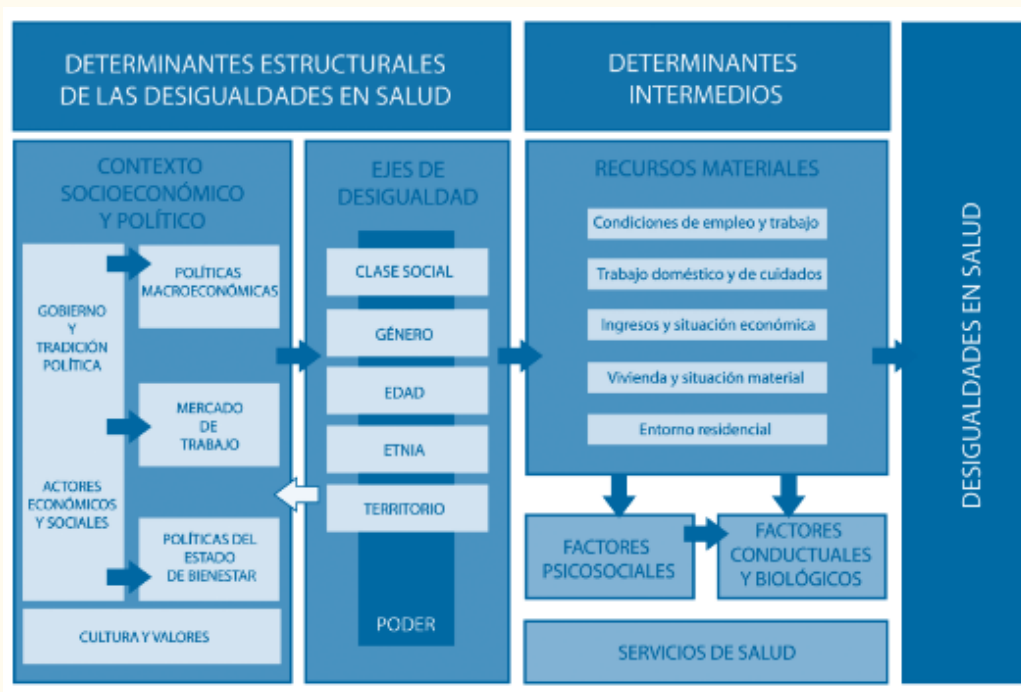 DETERMINANTES ESTRUCTURALES
DE LAS DESIGUALDADES EN SALUD
DETERMINANTES
INTERMEDIOS
CONTEXTO
SOCIOECONÓMICO
Y POLÍTICO
GOBIERNO
Y
TRADICIÓN
POLÍTICA
ACTORES
ECONÓMICOS
Y SOCIALES
POLÍTICAS
MACROECONÓMICAS
MERCADO
DE
TRABAJO
POLÍTICAS DEL
ESTADO
DE BIENESTAR
CULTURA Y VALORES
EJES DE
DESIGUALDAD
CLASE SOCIAL
GÉNERO
EDAD
ETNIA
TERRITORIO
PODER
RECURSOS MATERIALES
Condiciones de empleo y trabajo
Trabajo doméstico y de cuidados
Ingresos y situación económica
Vivienda y situación material
Entorno residencial
FACTORES
PSICOSOCIALES
FACTORES
CONDUCTUALES
Y BIOLÓGICOS
SERVICIOS DE SALUD
DESIGUALDADES EN SALUD